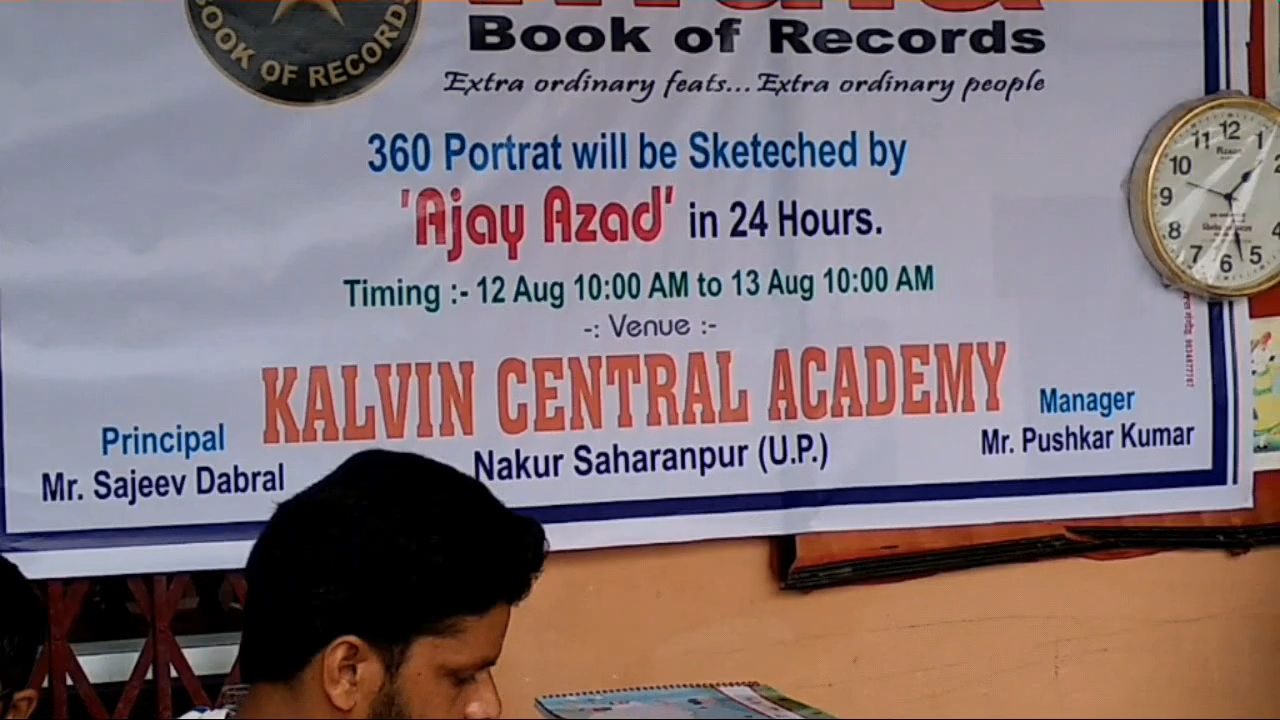 BOOK OF RECORDS
Book of Records
Extra ordinary feats... Extra ordinary people
360 Portrat will be Sketeched by
'Ajay Azad' in 24 Hours.
Timing :- 12 Aug 10:00 AM to 13 Aug 10:00 AM
-: Venue :-
KALVIN CENTRAL ACADEMY
Principal
Mr. Sajeev Dabral
Nakur Saharanpur (U.P.)
Manager
Mr. Pushkar Kumar
11 12 1
10
9
8
7 6 5